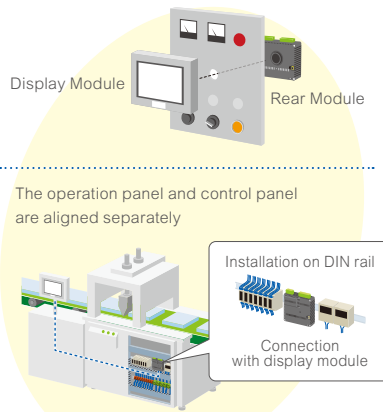 Display Module
Rear Module
The operation panel and control panel
are aligned separately
Installation on DIN rail
Connection
with display module